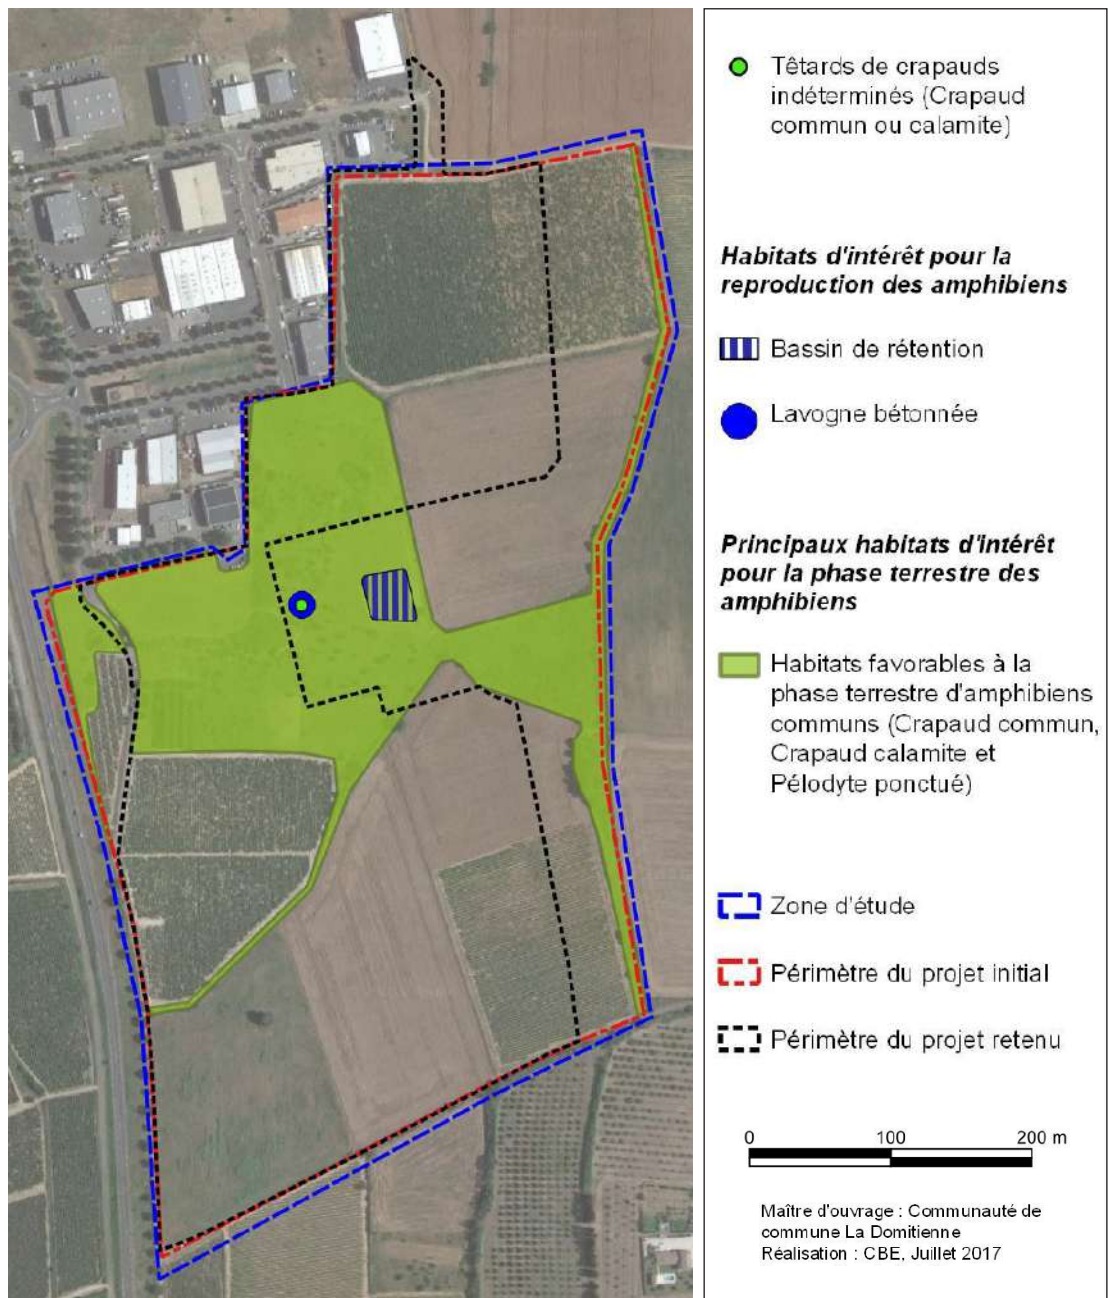 Têtards de crapauds
indéterminés (Crapaud
commun ou calamite)
Habitats d'intérêt pour la
reproduction des amphibiens
Bassin de rétention
Lavogne bétonnée
Principaux habitats d'intérêt
pour la phase terrestre des
amphibiens
Habitats favorables à la
phase terrestre d'amphibiens
communs (Crapaud commun,
Crapaud calamite et
Pélodyte ponctué)
Zone d'étude
Périmètre du projet initial
Périmètre du projet retenu
0 100 200 m
Maître d'ouvrage : Communauté de
commune La Domitienne
Réalisation : CBE, Juillet 2017